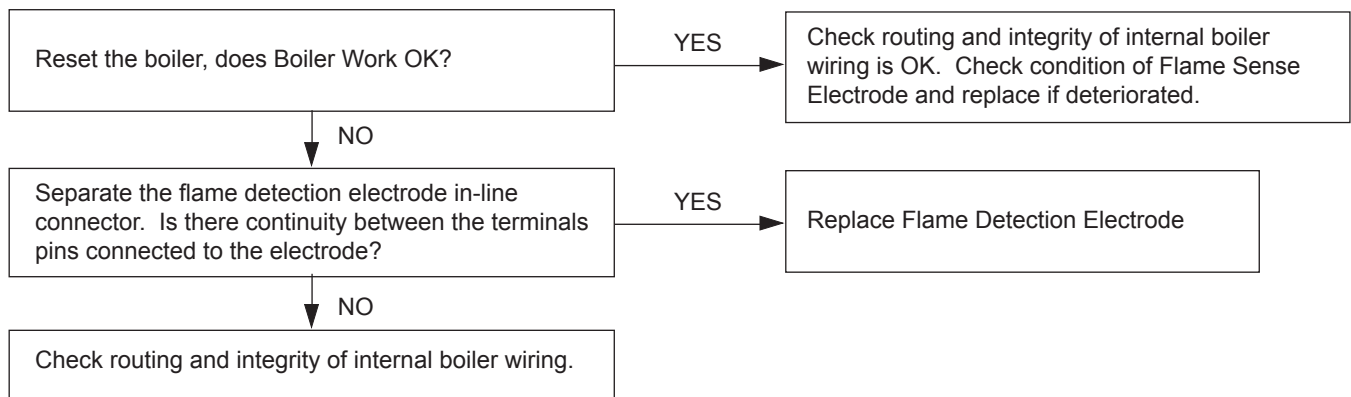 Reset the boiler, does Boiler Work OK?
YES
Check routing and integrity of internal boiler
wiring is OK.  Check condition of Flame Sense
Electrode and replace if deteriorated.
NO
Separate the flame detection electrode in-line
connector.  Is there continuity between the terminals
pins connected to the electrode?
YES
Replace Flame Detection Electrode
NO
Check routing and integrity of internal boiler wiring.